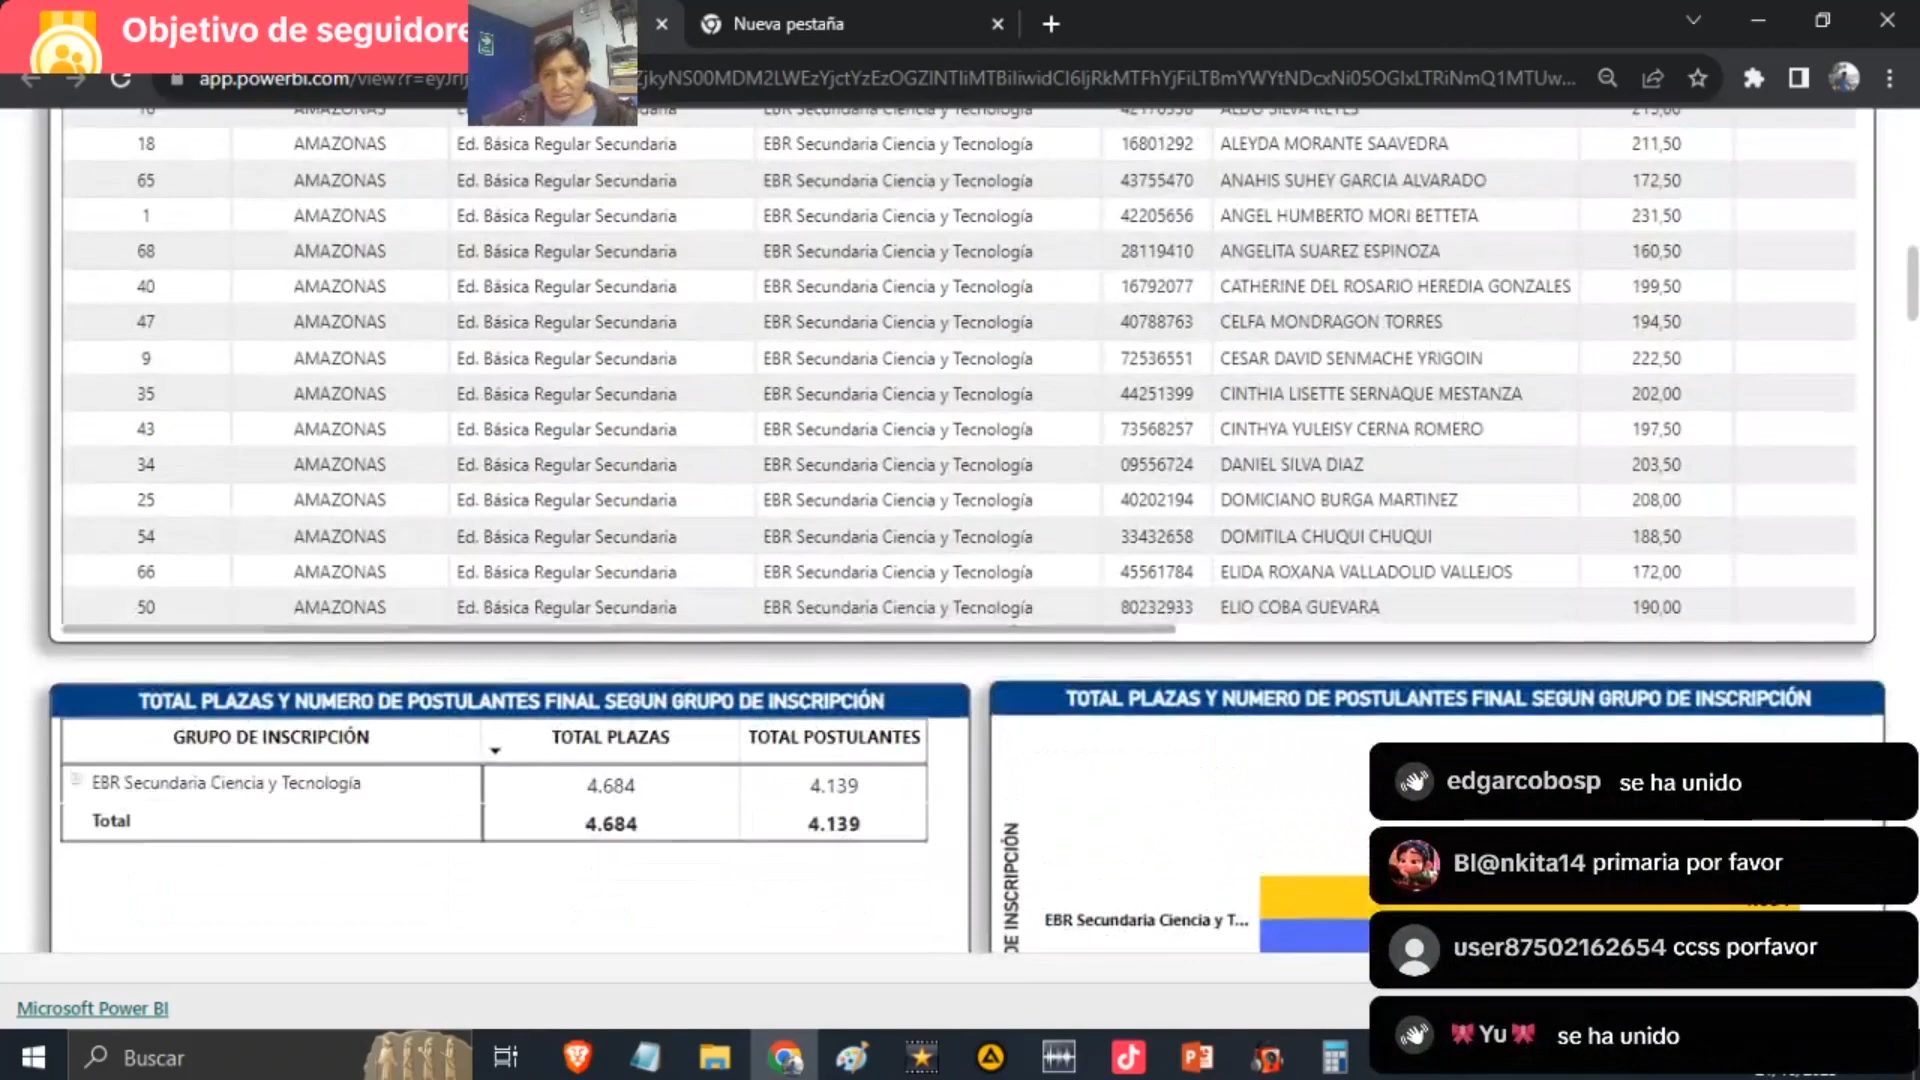 Objetivo de seguidore
Nueva pestaña
app.powerbi.com/view?r=eyJrIj
AMAZONAS ALDO SILVA REYES 215,00
18 AMAZONAS Ed. Básica Regular Secundaria EBR Secundaria Ciencia y Tecnología 16801292 ALEYDA MORANTE SAAVEDRA 211,50
65 AMAZONAS Ed. Básica Regular Secundaria EBR Secundaria Ciencia y Tecnología 43755470 ANAHIS SUHEY GARCIA ALVARADO 172,50
1 AMAZONAS Ed. Básica Regular Secundaria EBR Secundaria Ciencia y Tecnología 42205656 ANGEL HUMBERTO MORI BETTETA 231,50
68 AMAZONAS Ed. Básica Regular Secundaria EBR Secundaria Ciencia y Tecnología 28119410 ANGELITA SUAREZ ESPINOZA 160,50
40 AMAZONAS Ed. Básica Regular Secundaria EBR Secundaria Ciencia y Tecnología 16792077 CATHERINE DEL ROSARIO HEREDIA GONZALES 199,50
47 AMAZONAS Ed. Básica Regular Secundaria EBR Secundaria Ciencia y Tecnología 40788763 CELFA MONDRAGON TORRES 194,50
9 AMAZONAS Ed. Básica Regular Secundaria EBR Secundaria Ciencia y Tecnología 72536551 CESAR DAVID SENMACHE YRIGOIN 222,50
35 AMAZONAS Ed. Básica Regular Secundaria EBR Secundaria Ciencia y Tecnología 44251399 CINTHIA LISETTE SERNAQUE MESTANZA 202,00
43 AMAZONAS Ed. Básica Regular Secundaria EBR Secundaria Ciencia y Tecnología 73568257 CINTHYA YULEISY CERNA ROMERO 197,50
34 AMAZONAS Ed. Básica Regular Secundaria EBR Secundaria Ciencia y Tecnología 09556724 DANIEL SILVA DIAZ 203,50
25 AMAZONAS Ed. Básica Regular Secundaria EBR Secundaria Ciencia y Tecnología 40202194 DOMICIANO BURGA MARTINEZ 208,00
54 AMAZONAS Ed. Básica Regular Secundaria EBR Secundaria Ciencia y Tecnología 33432658 DOMITILA CHUQUI CHUQUI 188,50
66 AMAZONAS Ed. Básica Regular Secundaria EBR Secundaria Ciencia y Tecnología 45561784 ELIDA ROXANA VALLADOLID VALLEJOS 172,00
50 AMAZONAS Ed. Básica Regular Secundaria EBR Secundaria Ciencia y Tecnología 80232933 ELIO COBA GUEVARA 190,00
TOTAL PLAZAS Y NUMERO DE POSTULANTES FINAL SEGUN GRUPO DE INSCRIPCIÓN
GRUPO DE INSCRIPCIÓN TOTAL PLAZAS TOTAL POSTULANTES
EBR Secundaria Ciencia y Tecnología 4.684 4.139
Total 4.684 4.139
TOTAL PLAZAS Y NUMERO DE POSTULANTES FINAL SEGUN GRUPO DE INSCRIPCIÓN
DE INSCRIPCIÓN
EBR Secundaria Ciencia y T...
edgarcobosp se ha unido
Bl@nkita14 primaria por favor
user87502162654 ccss porfavor
Yu se ha unido
Microsoft Power BI
Buscar